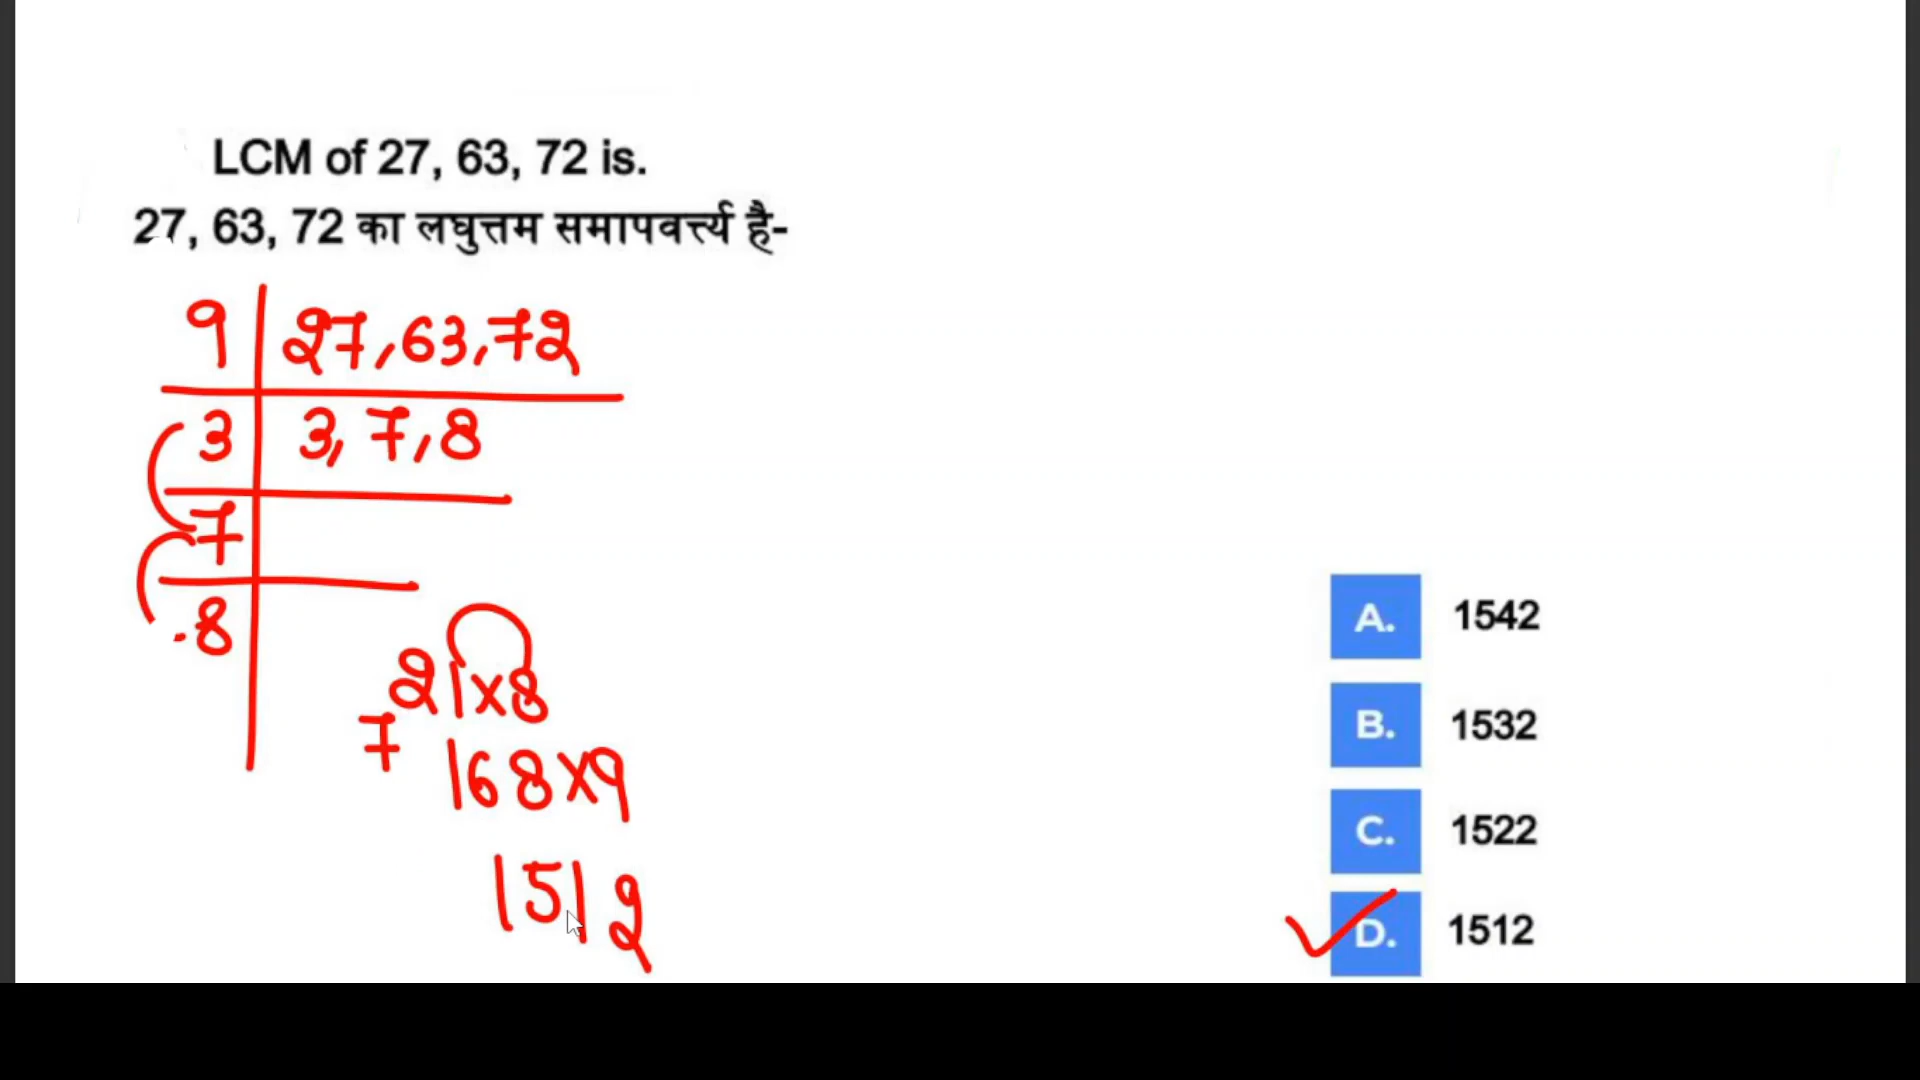 LCM of 27, 63, 72 is.
27, 63, 72 का लघुत्तम समापवर्त्त्य है-
9 27, 63, 72
3 3, 7, 8
7
.8
21x8
7
168x9
1512
A. 1542
B. 1532
C. 1522
D. 1512